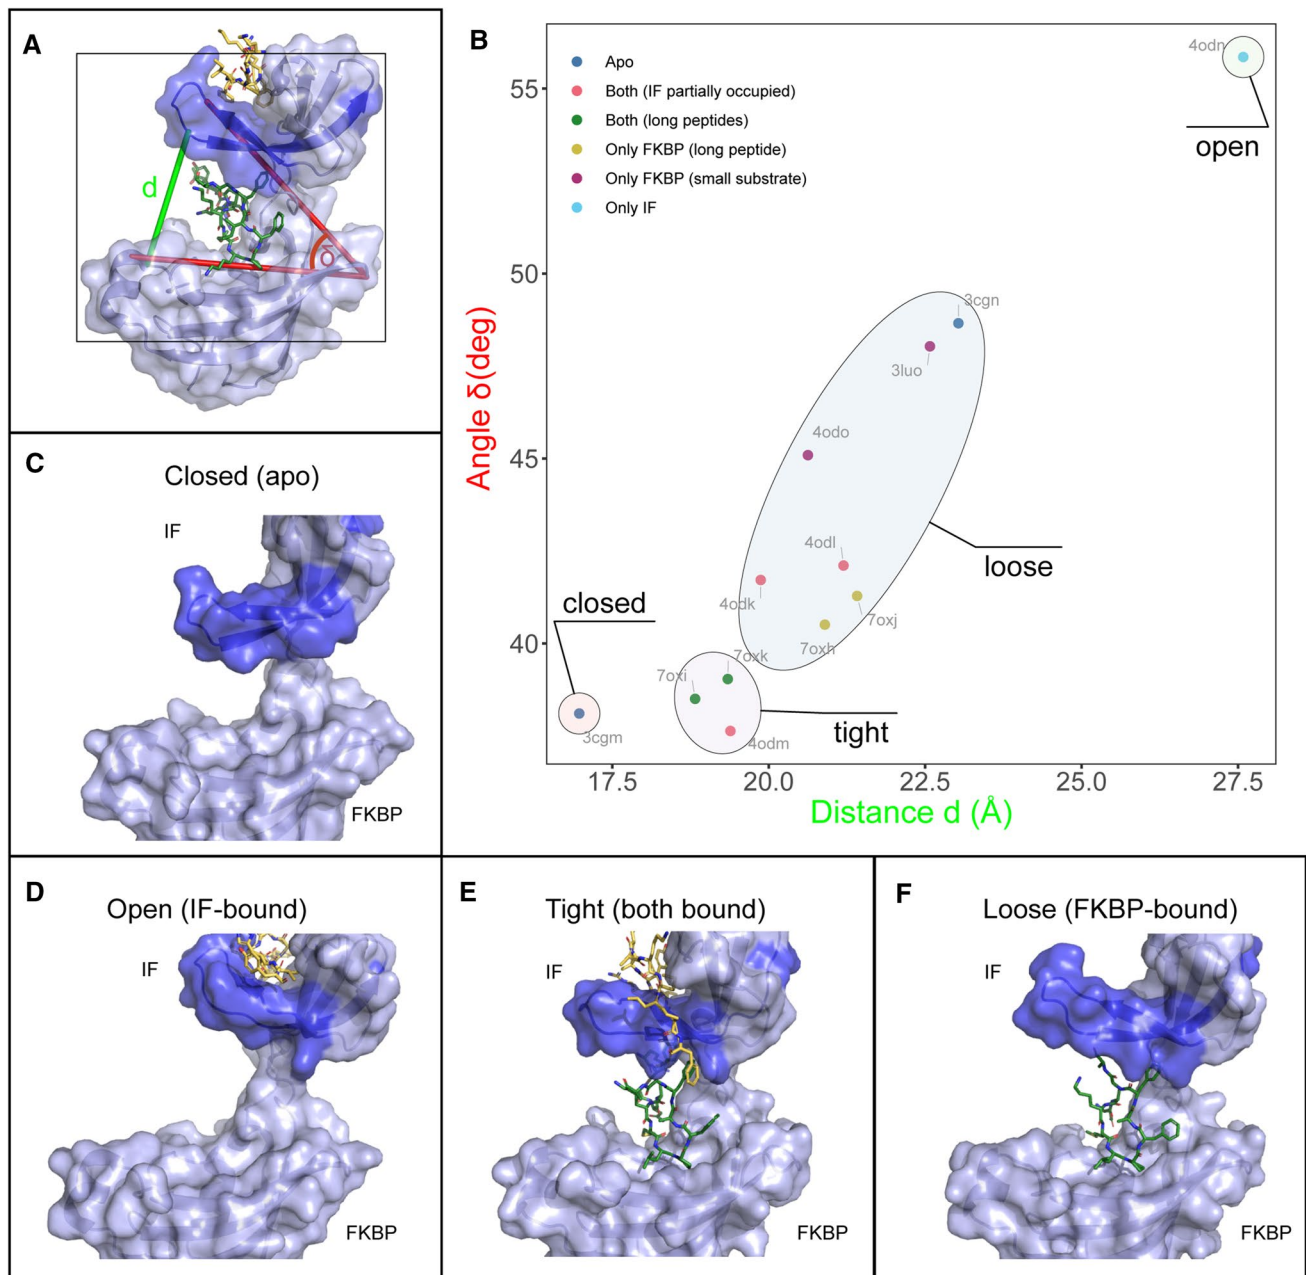 A
d
δ
B
Apo
Both (IF partially occupied)
Both (long peptides)
Only FKBP (long peptide)
Only FKBP (small substrate)
Only IF
4odn
open
3cgn
3luo
4odo
4odl
4odk
7oxj
7oxh
loose
closed
7oxk
7oxi
4odm
3cgm
tight
55
50
45
40
Angle δ(deg)
17.5 20.0 22.5 25.0 27.5
Distance d (Å)
C
Closed (apo)
IF
FKBP
D
Open (IF-bound)
IF
FKBP
E
Tight (both bound)
IF
FKBP
F
Loose (FKBP-bound)
IF
FKBP